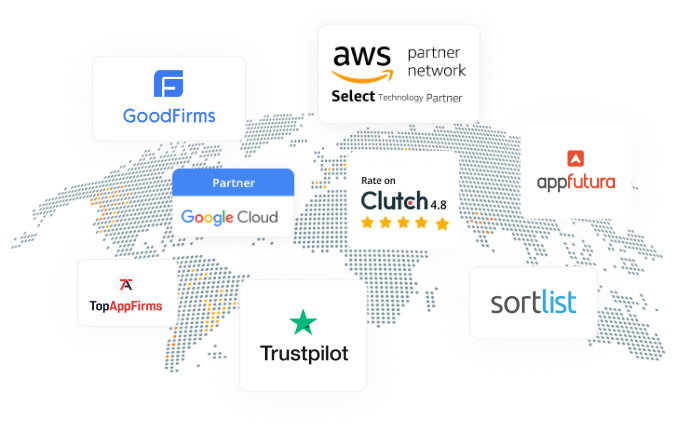 aws partner
network
Select Technology Partner
GoodFirms
Partner
Google Cloud
Rate on
Clutch 4.8
appfutura
TA
TopAppFirms
Trustpilot
sortlist